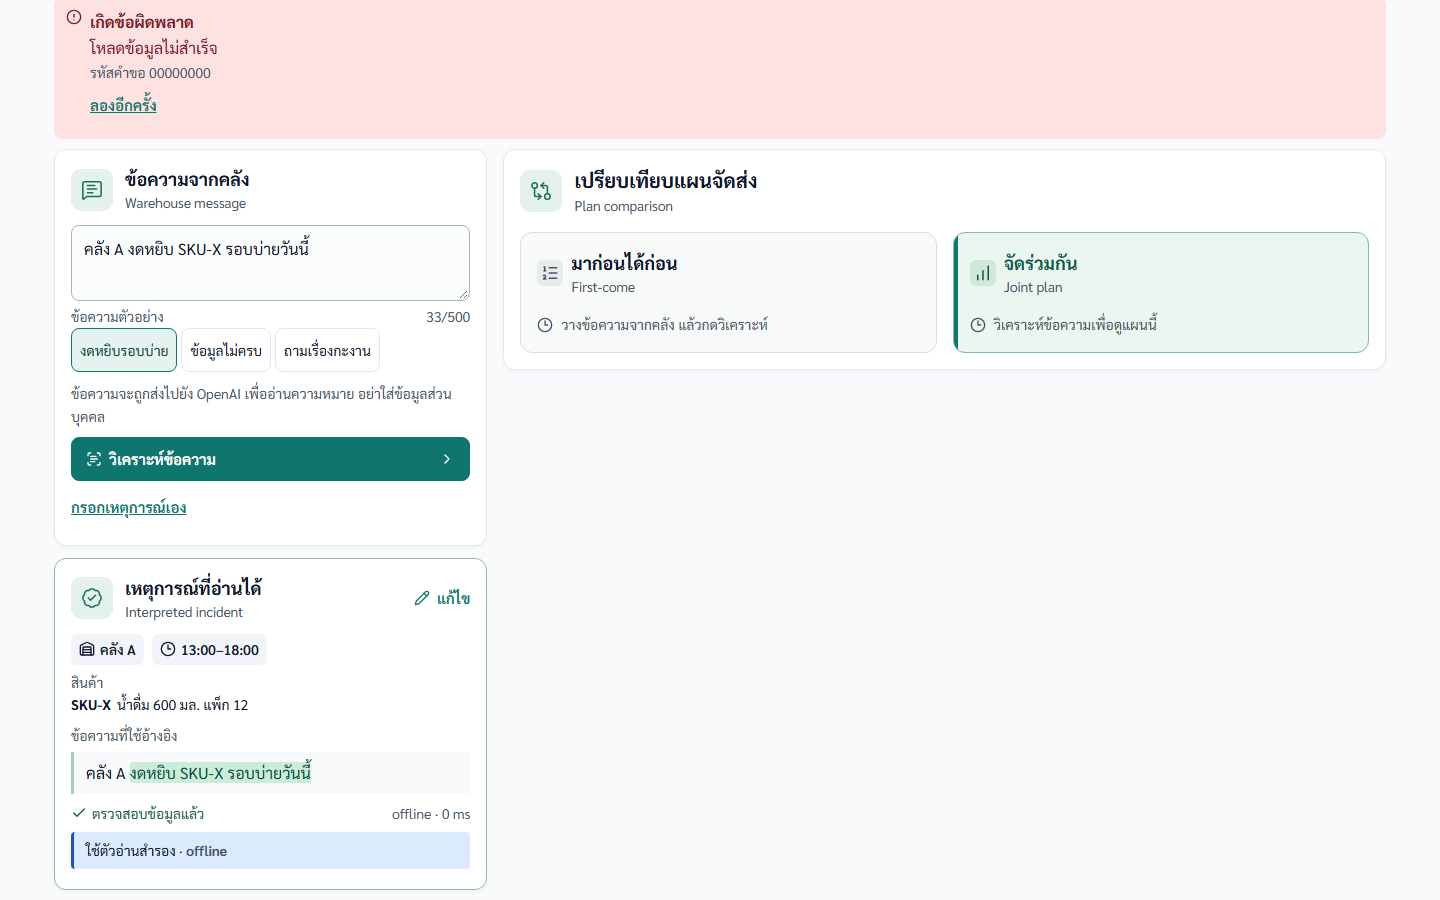 เกิดข้อผิดพลาด
โหลดข้อมูลไม่สำเร็จ
รหัสคำขอ 00000000
ลองอีกครั้ง
ข้อความจากคลัง
Warehouse message
คลัง A งดหยิบ SKU-X รอบบ่ายวันนี้
ข้อความตัวอย่าง 33/500
งดหยิบรอบบ่าย ข้อมูลไม่ครบ ถามเรื่องกะงาน
ข้อความจะถูกส่งไปยัง OpenAI เพื่ออ่านความหมาย อย่าใส่ข้อมูลส่วน
บุคคล
วิเคราะห์ข้อความ
กรอกเหตุการณ์เอง
เหตุการณ์ที่อ่านได้
Interpreted incident
แก้ไข
คลัง A 13:00–18:00
สินค้า
SKU-X น้ำดื่ม 600 มล. แพ็ก 12
ข้อความที่ใช้อ้างอิง
คลัง A งดหยิบ SKU-X รอบบ่ายวันนี้
ตรวจสอบข้อมูลแล้ว offline · 0 ms
ใช้ตัวอ่านสำรอง · offline
เปรียบเทียบแผนจัดส่ง
Plan comparison
มาก่อนได้ก่อน
First-come
วางข้อความจากคลัง แล้วกดวิเคราะห์
จัดร่วมกัน
Joint plan
วิเคราะห์ข้อความเพื่อดูแผนนี้